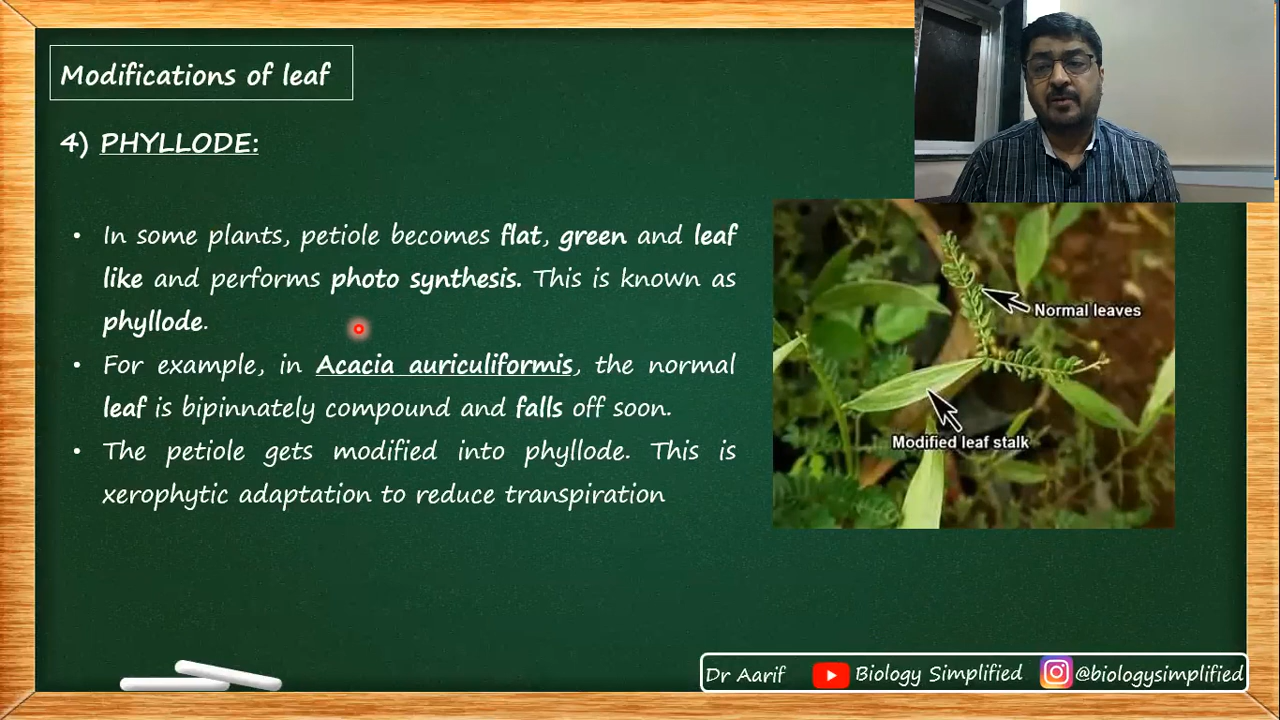 Modifications of leaf
4) PHYLLODE:
• In some plants, petiole becomes flat, green and leaf
like and performs photo synthesis. This is known as
phyllode.
• For example, in Acacia auriculiformis, the normal
leaf is bipinnately compound and falls off soon.
• The petiole gets modified into phyllode. This is
xerophytic adaptation to reduce transpiration
Normal leaves
Modified leaf stalk
Dr Aarif Biology Simplified @biologysimplified